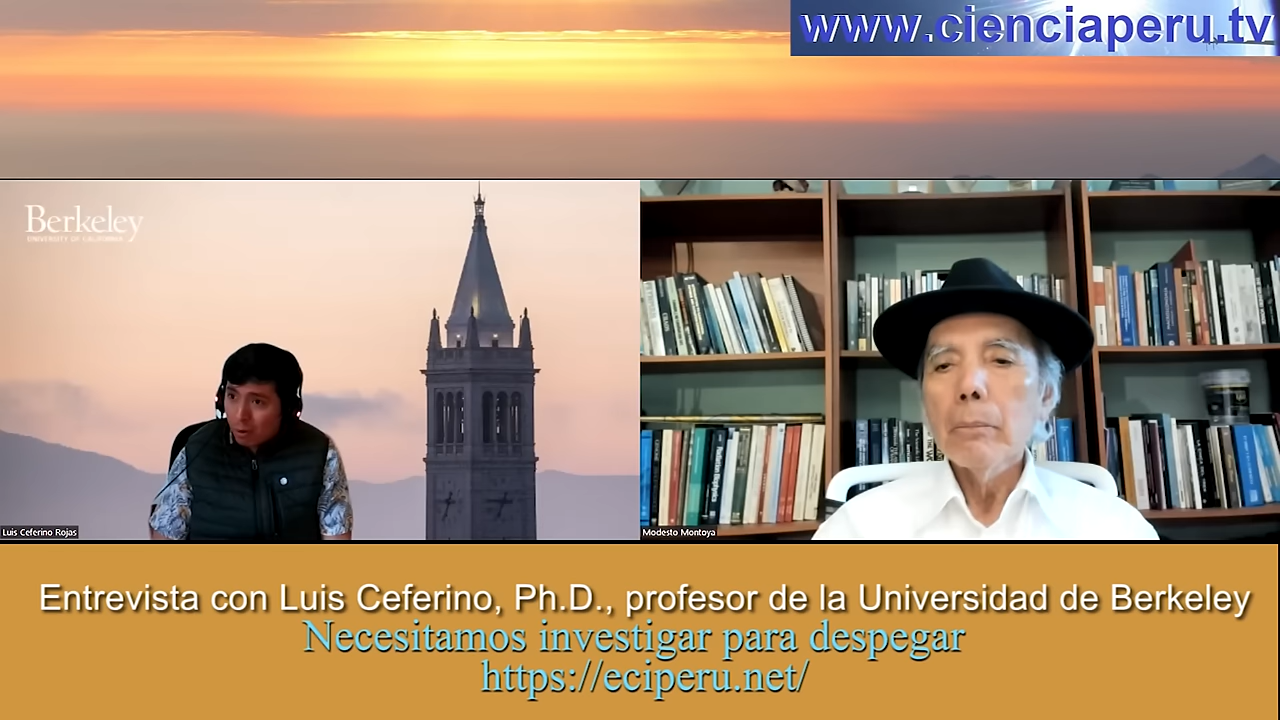 www.cienciaperu.tv
Berkeley
UNIVERSITY OF CALIFORNIA
Luis Ceferino Rojas
Modesto Montoya
Entrevista con Luis Ceferino, Ph.D., profesor de la Universidad de Berkeley
Necesitamos investigar para despegar
https://eciperu.net/